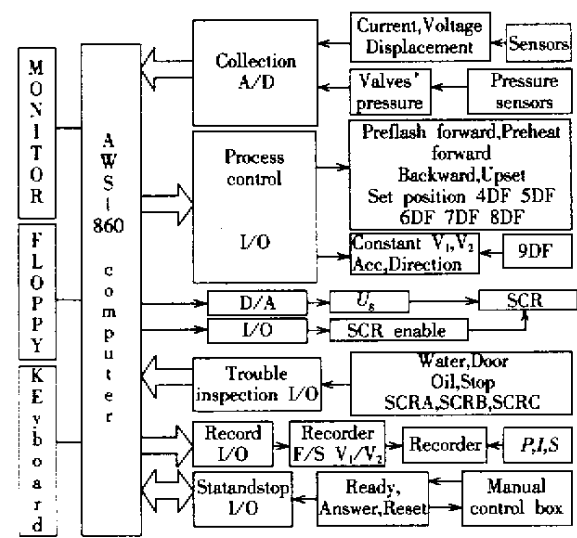 MONITOR
FLOPPY
KEyboard
AWS-860 computer
Collection
A/D
Current,Voltage
Displacement
Sensors
Valves'
pressure
Pressure
sensors
Process
control
I/O
Preflash forward,Preheat
forward
Backward,Upset
Set position 4DF 5DF
6DF 7DF 8DF
Constant V₁,V₂
Acc,Direction
9DF
D/A
Ug
SCR
I/O
SCR enable
Trouble
inspection I/O
Water,Door
Oil,Stop
SCRA,SCRB,SCRC
Record
I/O
Recorder
F/S V₁/V₂
Recorder
P,I,S
Statandstop
I/O
Ready,
Answer,Reset
Manual
control box